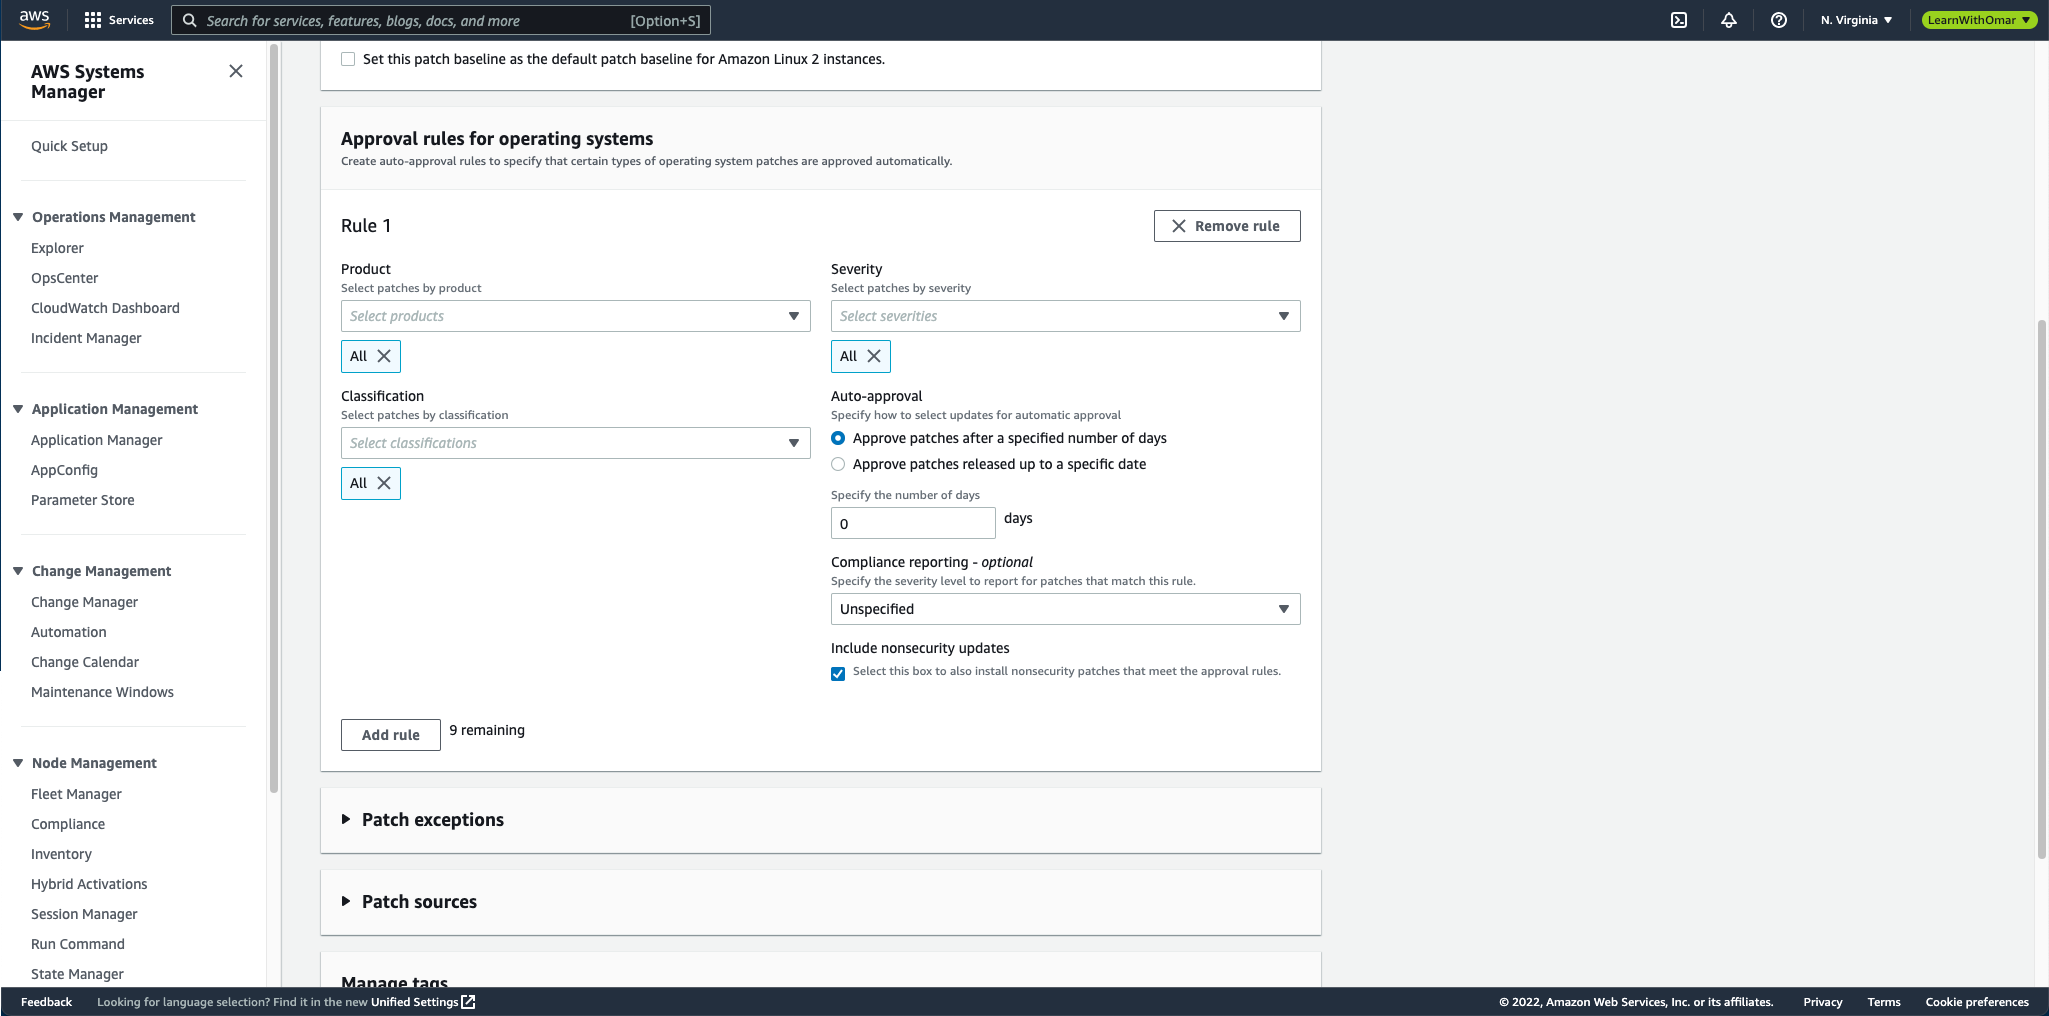 aws
Services
Search for services, features, blogs, docs, and more
[Option+S]
N. Virginia
LearnWithOmar
AWS Systems
Manager
Quick Setup
Operations Management
Explorer
OpsCenter
CloudWatch Dashboard
Incident Manager
Application Management
Application Manager
AppConfig
Parameter Store
Change Management
Change Manager
Automation
Change Calendar
Maintenance Windows
Node Management
Fleet Manager
Compliance
Inventory
Hybrid Activations
Session Manager
Run Command
State Manager
Set this patch baseline as the default patch baseline for Amazon Linux 2 instances.
Approval rules for operating systems
Create auto-approval rules to specify that certain types of operating system patches are approved automatically.
Rule 1
Remove rule
Product
Select patches by product
Select products
All
Classification
Select patches by classification
Select classifications
All
Severity
Select patches by severity
Select severities
All
Auto-approval
Specify how to select updates for automatic approval
Approve patches after a specified number of days
Approve patches released up to a specific date
Specify the number of days
0 days
Compliance reporting - optional
Specify the severity level to report for patches that match this rule.
Unspecified
Include nonsecurity updates
Select this box to also install nonsecurity patches that meet the approval rules.
Add rule
9 remaining
Patch exceptions
Patch sources
Manage tags
Feedback
Looking for language selection? Find it in the new Unified Settings
© 2022, Amazon Web Services, Inc. or its affiliates.
Privacy
Terms
Cookie preferences